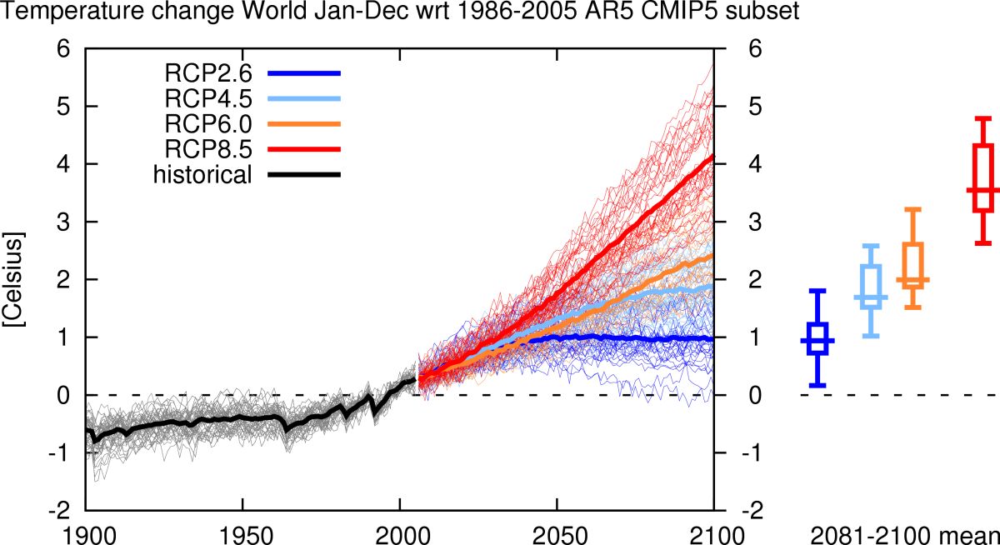 Temperature change World Jan-Dec wrt 1986-2005 AR5 CMIP5 subset
[Celsius]
6
5
4
3
2
1
0
-1
-2
RCP2.6
RCP4.5
RCP6.0
RCP8.5
historical
6
5
4
3
2
1
0
-1
-2
1900 1950 2000 2050 2100
2081-2100 mean